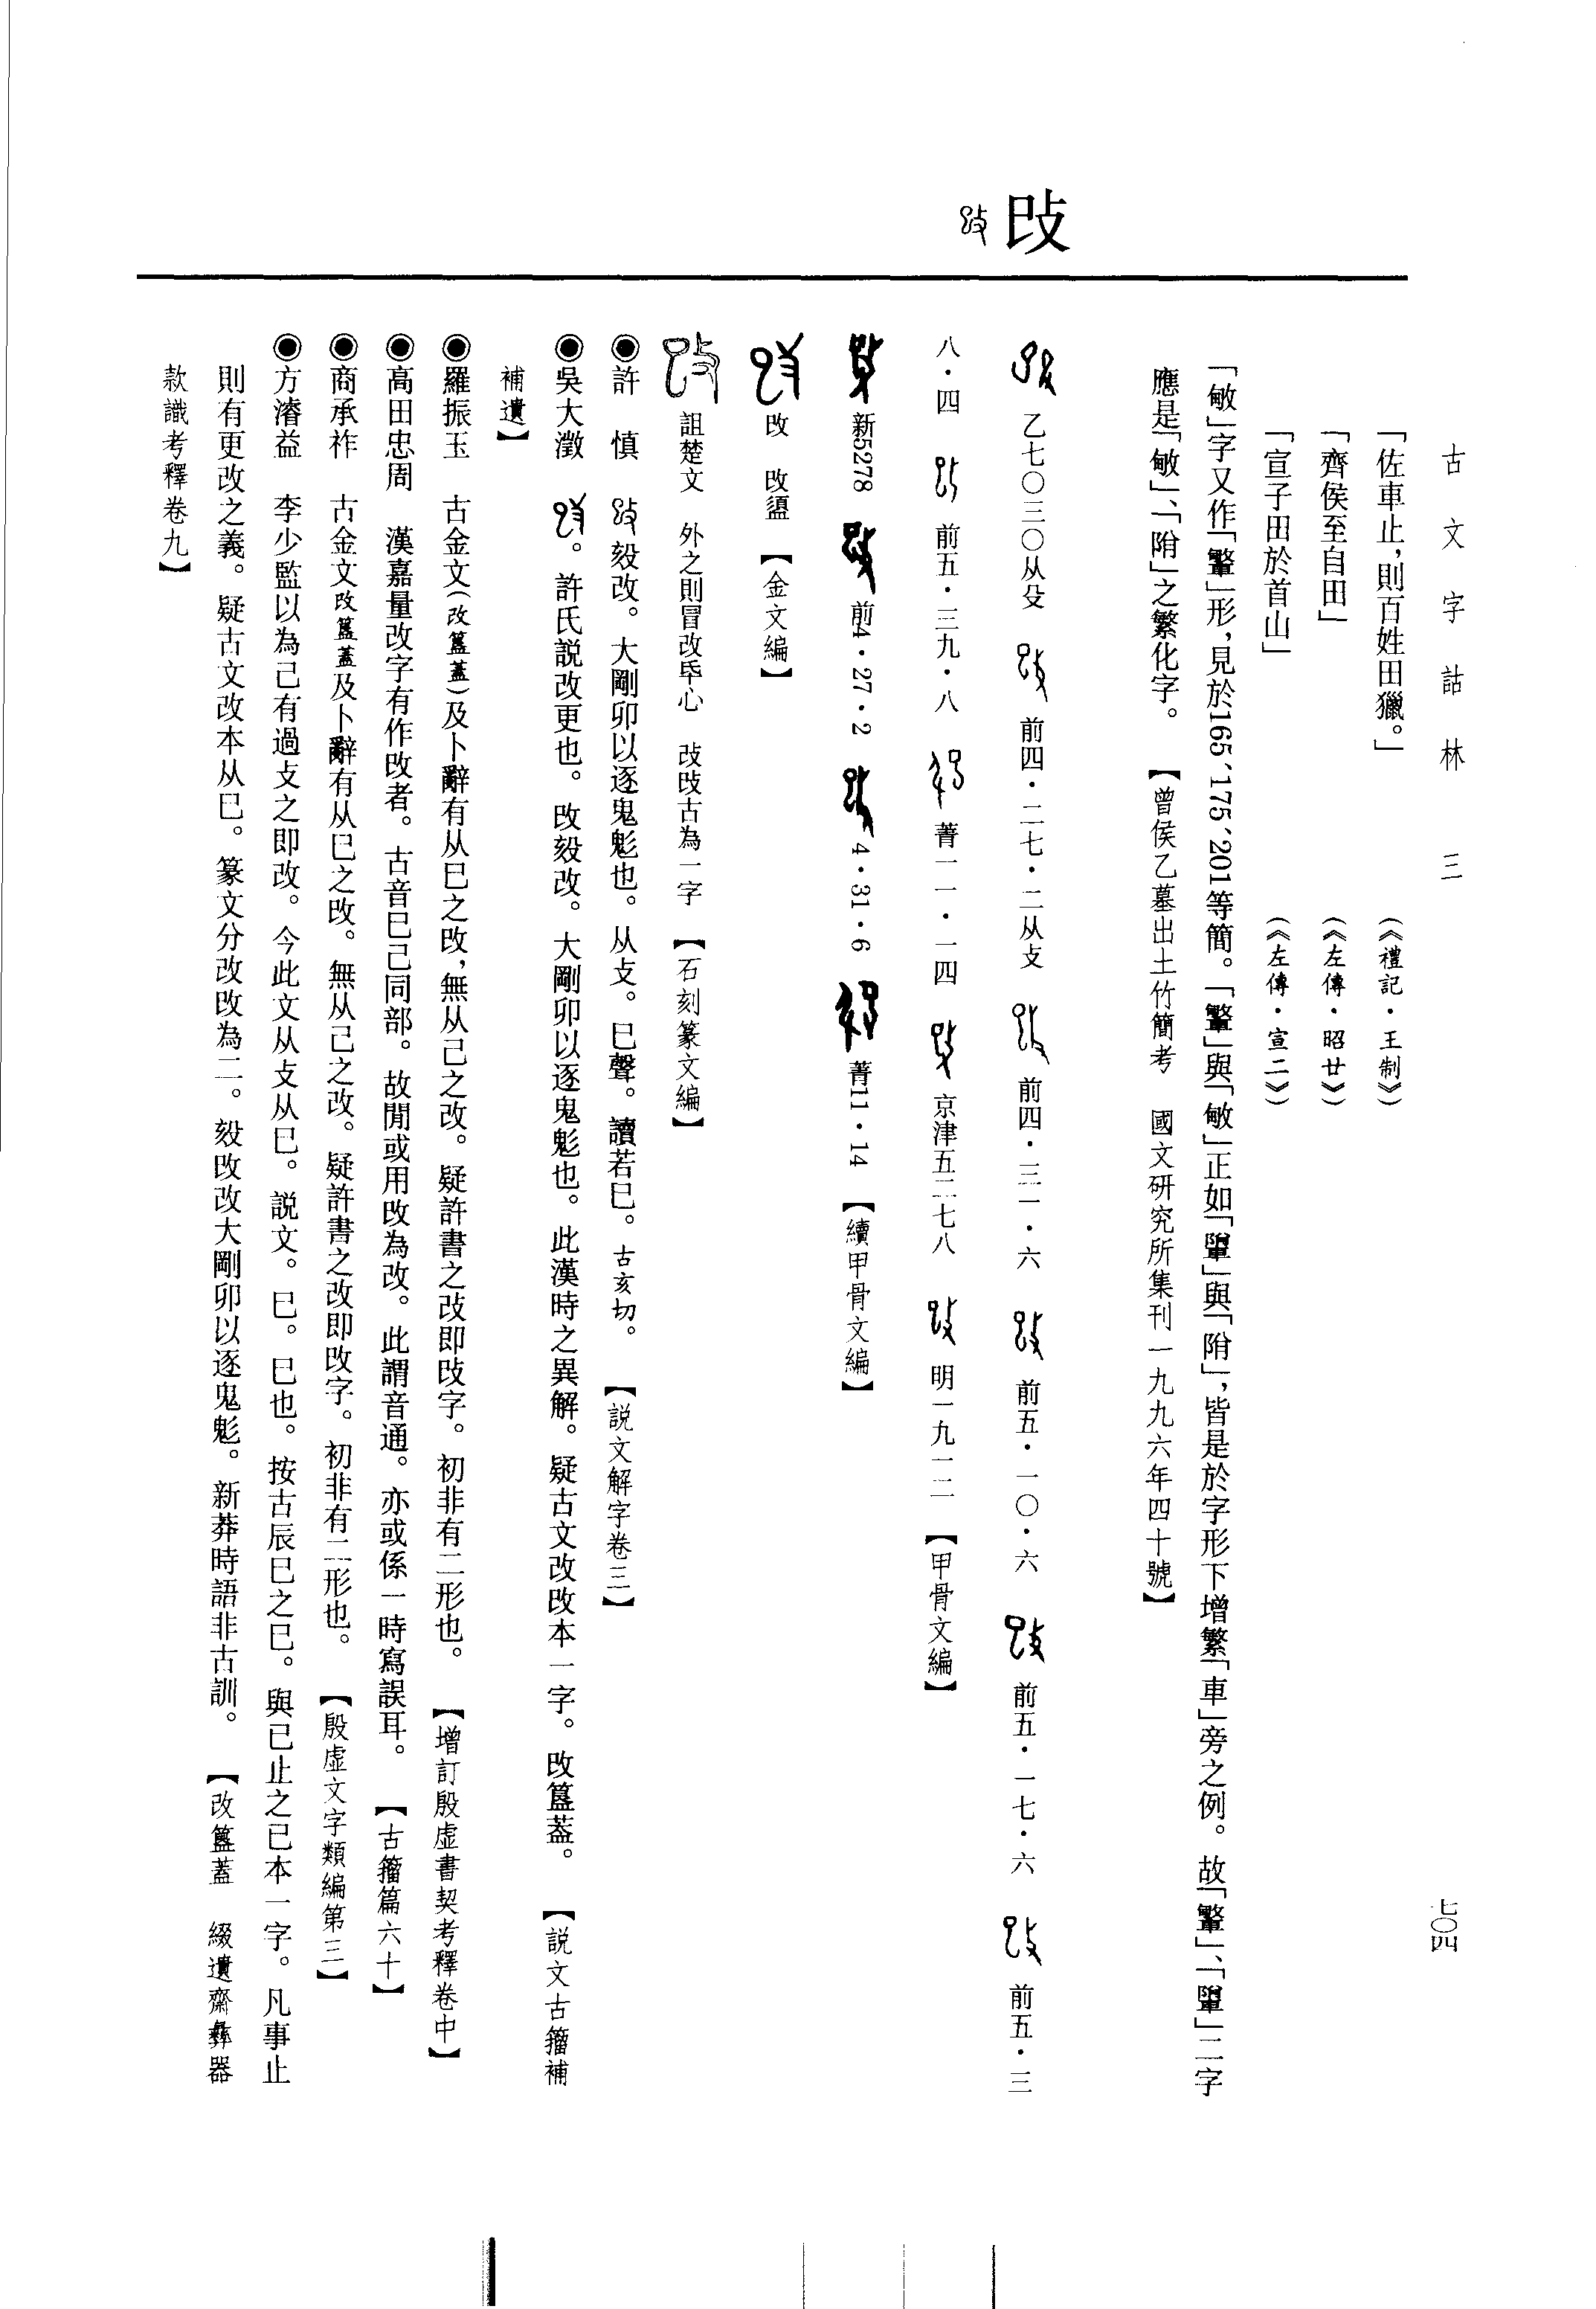 古文字詁林　三
七〇四
攺
「佐車止，則百姓田獵。」（《禮記・王制》）
「齊侯至自田」（《左傳・昭廿》）
「宣子田於首山」（《左傳・宣二》）
「畋」字又作「」形，見於165、175、201等簡。「」與「畋」正如「」與「」，皆是於字形下增繁「車」旁之例。故「」、「」二字
應是「畋」、「」之繁化字。【曾侯乙墓出土竹簡考　國文研究所集刊一九九六年四十號】
乙七〇三〇从殳　前四・二七・二从攴　前四・三一・六　前五・一〇・六　前五・一七・六　前五・三
八・四　前五・三九・八　菁一一・一四　京津五二七八　明一九一二【甲骨文編】
新5278　前4・27・2　4・31・6　菁11・14【續甲骨文編】
攺　攺盨【金文編】
詛楚文　外之則冒改氒心　改攺古為一字【石刻篆文編】
許　慎　毅攺。大剛卯以逐鬼鬽也。从攴。巳聲。讀若巳。古亥切。【説文解字卷三】
吳大澂　。許氏説改更也。攺毅攺。大剛卯以逐鬼鬽也。此漢時之異解。疑古文改攺本一字。攺簋葢。【説文古籀補
補遺】
羅振玉　古金文（改簋蓋）及卜辭有从巳之攺，無从己之改。疑許書之改即攺字。初非有二形也。【增訂殷虛書契考釋卷中】
高田忠周　漢嘉量改字有作攺者。古音巳己同部。故閒或用攺為改。此謂音通。亦或係一時寫誤耳。【古籀篇六十】
商承祚　古金文改簋蓋及卜辭有从巳之攺。無从己之改。疑許書之改即攺字。初非有二形也。【殷虛文字類編第三】
方濬益　李少監以為己有過攴之即改。今此文从攴从巳。説文。巳。巳也。按古辰巳之巳。與已止之已本一字。凡事止
則有更改之義。疑古文改本从巳。篆文分改攺為二。毅攺改大剛卯以逐鬼鬽。新莽時語非古訓。【改簋蓋　綴遺齋彝器
款識考釋卷九】